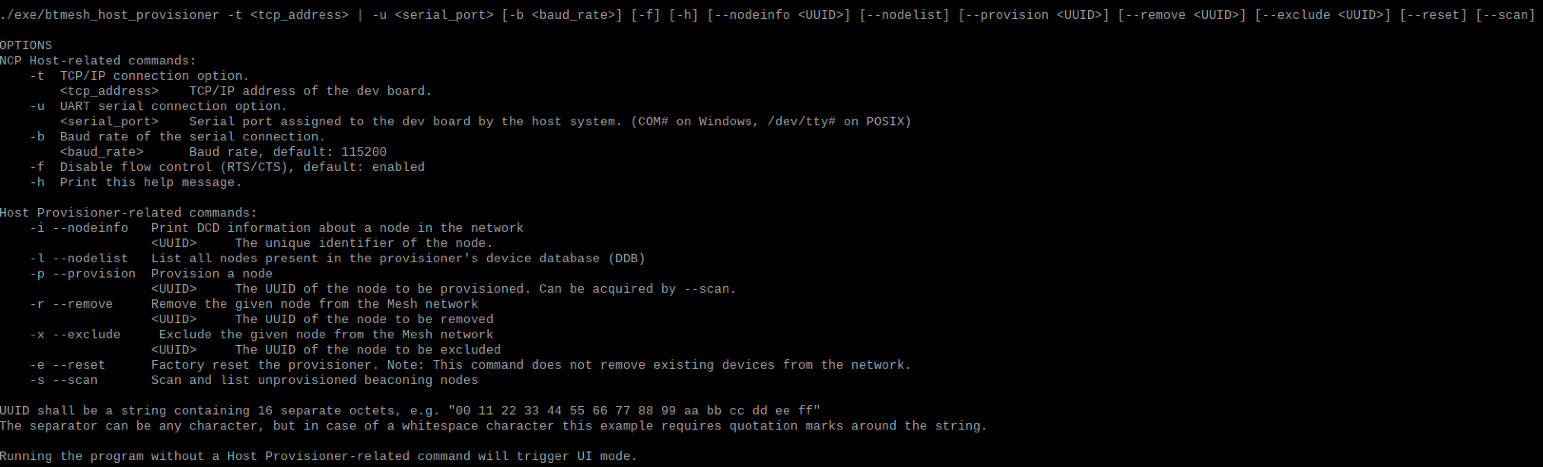 ./exe/btmesh_host_provisioner -t <tcp_address> | -u <serial_port> [-b <baud_rate>] [-f] [-h] [--nodeinfo <UUID>] [--nodelist] [--provision <UUID>] [--remove <UUID>] [--exclude <UUID>] [--reset] [--scan]
OPTIONS
NCP Host-related commands:
-t  TCP/IP connection option.
<tcp_address>    TCP/IP address of the dev board.
-u  UART serial connection option.
<serial_port>    Serial port assigned to the dev board by the host system. (COM# on Windows, /dev/tty# on POSIX)
-b  Baud rate of the serial connection.
<baud_rate>      Baud rate, default: 115200
-f  Disable flow control (RTS/CTS), default: enabled
-h  Print this help message.
Host Provisioner-related commands:
-i --nodeinfo   Print DCD information about a node in the network
<UUID>     The unique identifier of the node.
-l --nodelist   List all nodes present in the provisioner's device database (DDB)
-p --provision  Provision a node
<UUID>     The UUID of the node to be provisioned. Can be acquired by --scan.
-r --remove     Remove the given node from the Mesh network
<UUID>     The UUID of the node to be removed
-x --exclude     Exclude the given node from the Mesh network
<UUID>     The UUID of the node to be excluded
-e --reset      Factory reset the provisioner. Note: This command does not remove existing devices from the network.
-s --scan       Scan and list unprovisioned beaconing nodes
UUID shall be a string containing 16 separate octets, e.g. "00 11 22 33 44 55 66 77 88 99 aa bb cc dd ee ff"
The separator can be any character, but in case of a whitespace character this example requires quotation marks around the string.
Running the program without a Host Provisioner-related command will trigger UI mode.